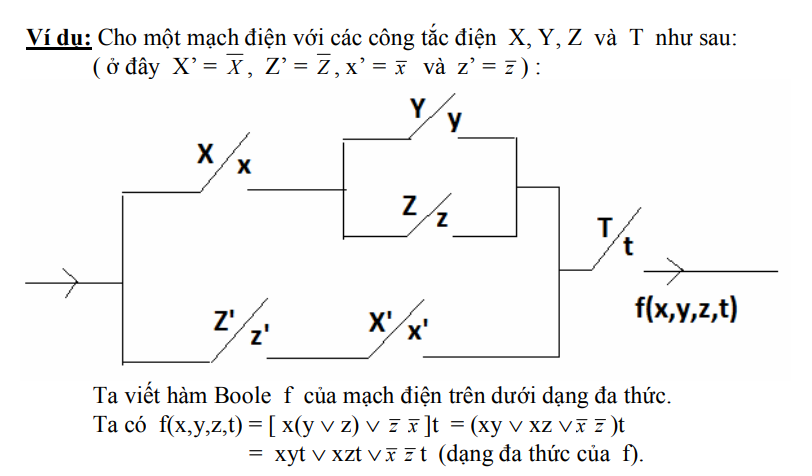 Ví dụ: Cho một mạch điện với các công tắc điện X, Y, Z và T như sau:
( ở đây X’ = X̅ , Z’ = Z̅ , x’ = x̅ và z’ = z̅ ) :
Y
y
X
x
Z
z
T
t
f(x,y,z,t)
Z'
z'
X'
x'
Ta viết hàm Boole f của mạch điện trên dưới dạng đa thức.
Ta có f(x,y,z,t) = [ x(y ∨ z) ∨ z̅ x̅ ]t = (xy ∨ xz ∨ x̅ z̅ )t
= xyt ∨ xzt ∨ x̅ z̅ t (dạng đa thức của f).